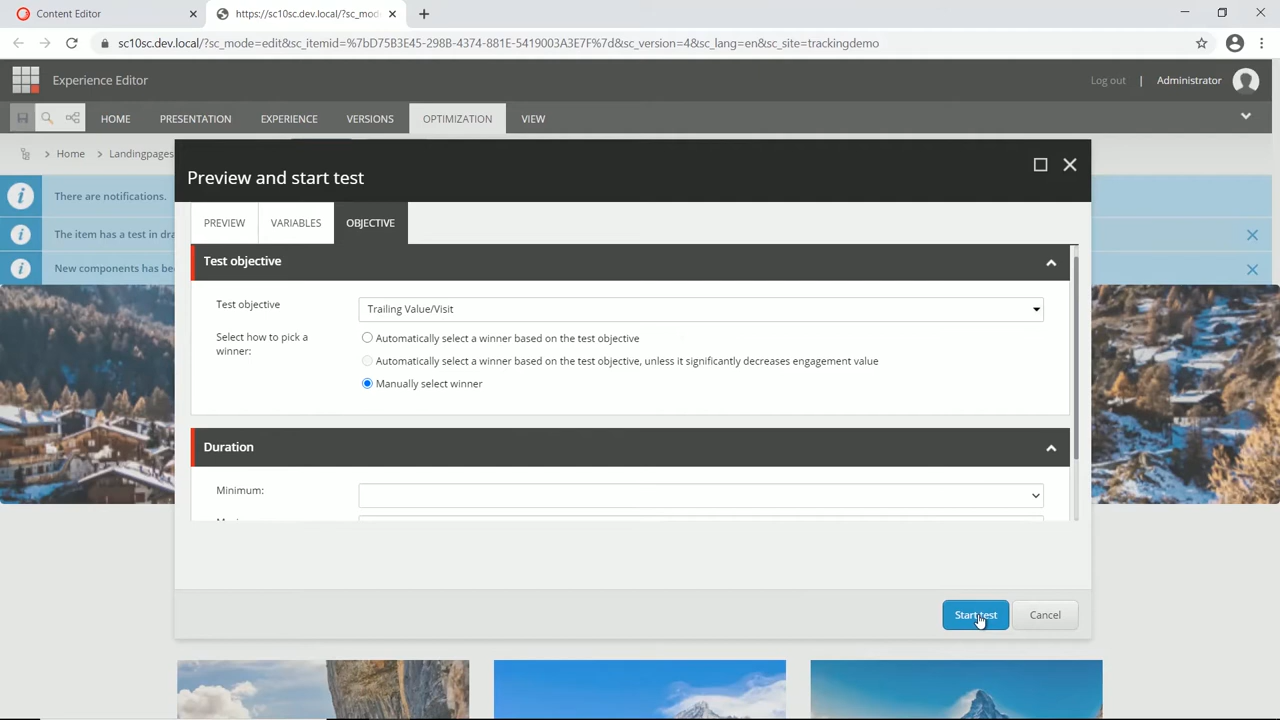 Content Editor
https://sc10sc.dev.local/?sc_mod
sc10sc.dev.local/?sc_mode=edit&sc_itemid=%7bD75B3E45-298B-4374-881E-5419003A3E7F%7d&sc_version=4&sc_lang=en&sc_site=trackingdemo
Experience Editor
Log out | Administrator
HOME PRESENTATION EXPERIENCE VERSIONS OPTIMIZATION VIEW
Home > Landingpages
There are notifications.
The item has a test in dra
New components has be
Preview and start test
PREVIEW VARIABLES OBJECTIVE
Test objective
Test objective
Trailing Value/Visit
Select how to pick a
winner:
Automatically select a winner based on the test objective
Automatically select a winner based on the test objective, unless it significantly decreases engagement value
Manually select winner
Duration
Minimum:
Start test Cancel